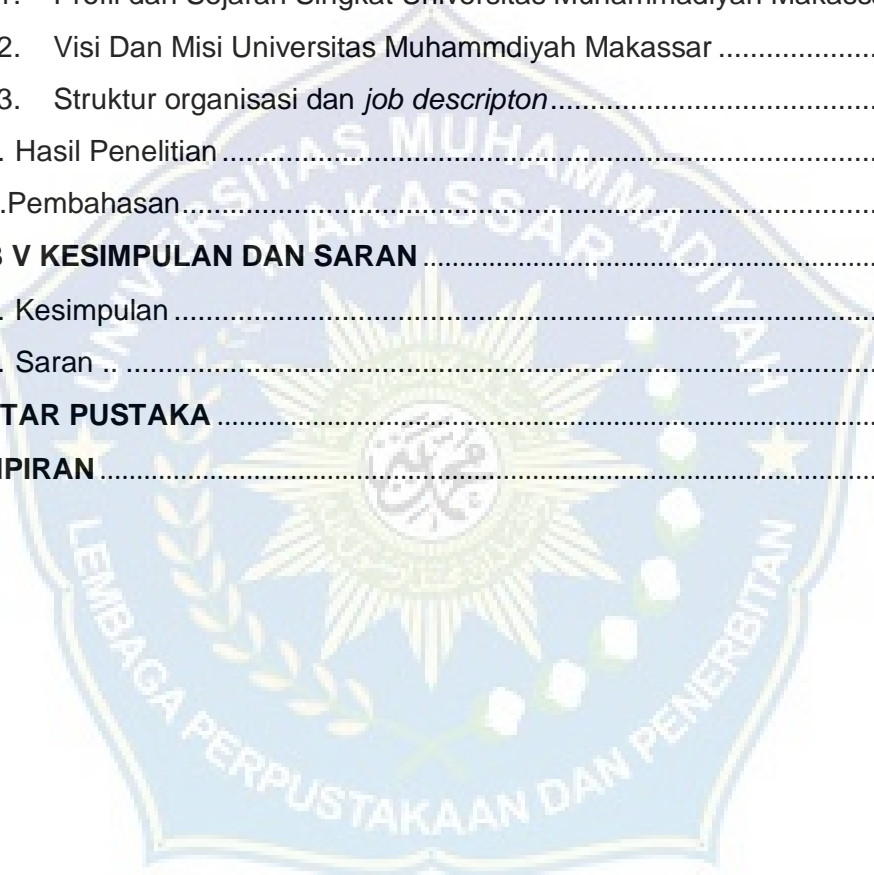 1. Profil dan Sejarah Singkat Universitas Muhammadiyah Makass
2. Visi Dan Misi Universitas Muhammdiyah Makassar ....................
3. Struktur organisasi dan job descripton.......................................
. Hasil Penelitian................................................................................
.Pembahasan....................................................................................
V KESIMPULAN DAN SARAN.........................................................
. Kesimpulan.....................................................................................
. Saran .. ..........................................................................................
TAR PUSTAKA................................................................................
PIRAN..............................................................................................
UNIVERSITAS MUHAMMADIYAH
MAKASSAR
LEMBAGA PERPUSTAKAAN DAN PENERBITAN